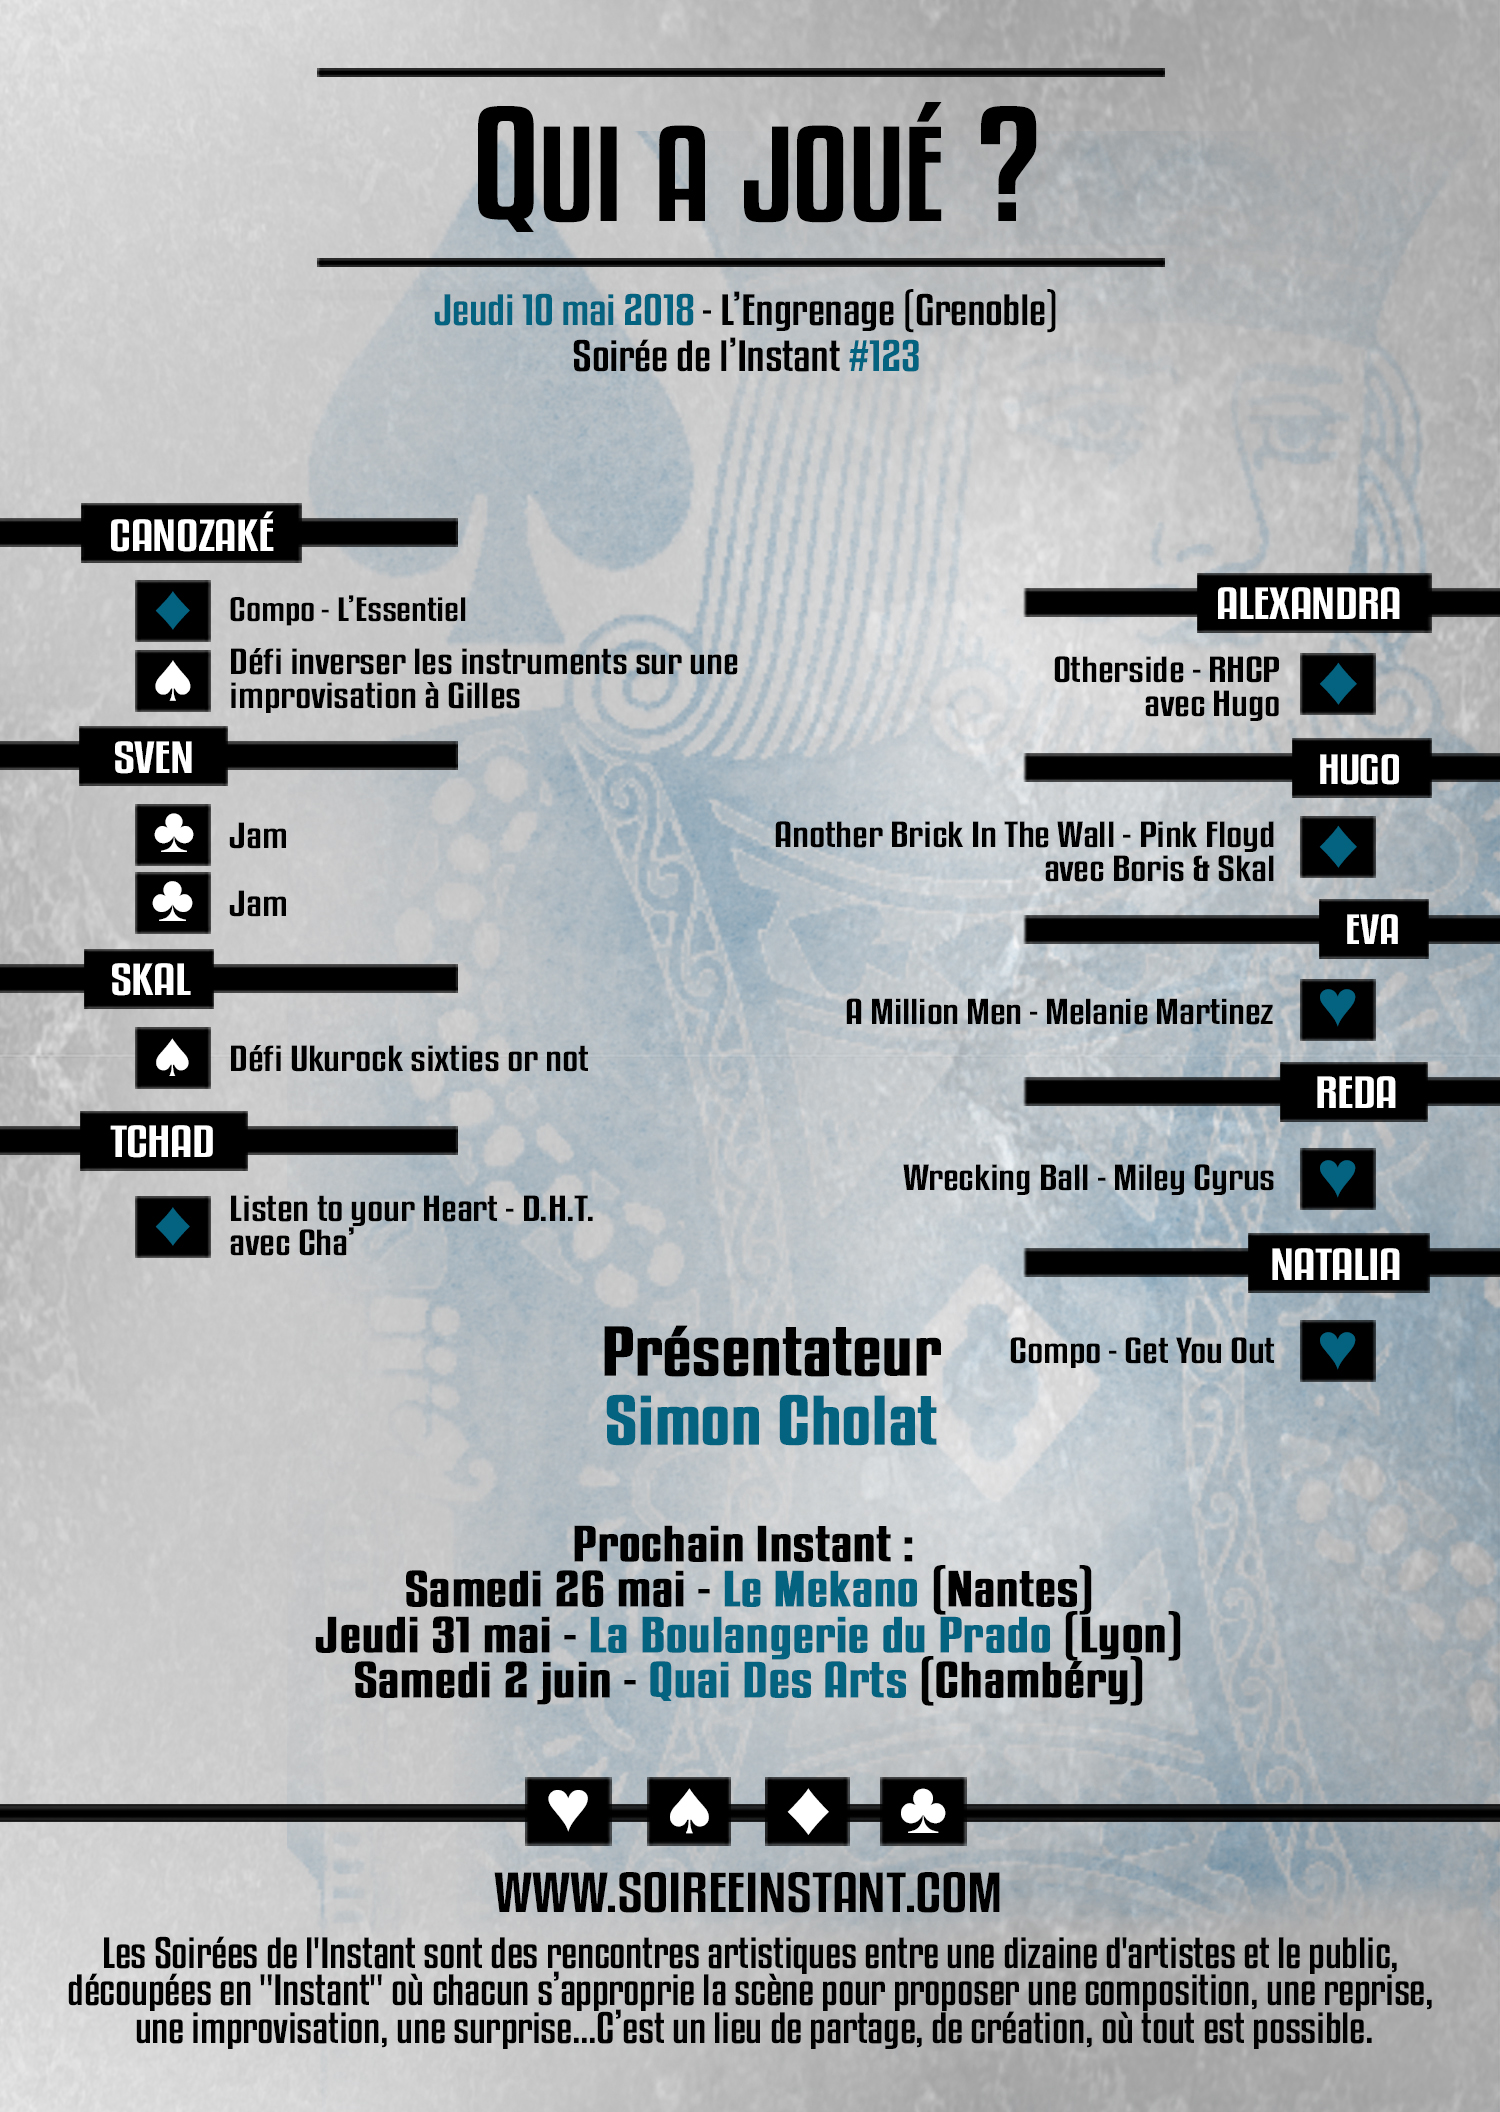 Qui a joué ?
Jeudi 10 mai 2018 - L'Engrenage (Grenoble)
Soirée de l'Instant #123
CANOZAKÉ
Compo - L'Essentiel
Défi inverser les instruments sur une
improvisation à Gilles
SVEN
Jam
Jam
SKAL
Défi Ukurock sixties or not
TCHAD
Listen to your Heart - D.H.T.
avec Cha'
ALEXANDRA
Otherside - RHCP
avec Hugo
HUGO
Another Brick In The Wall - Pink Floyd
avec Boris & Skal
EVA
A Million Men - Melanie Martinez
REDA
Wrecking Ball - Miley Cyrus
NATALIA
Compo - Get You Out
Présentateur
Simon Cholat
Prochain Instant :
Samedi 26 mai - Le Mekano (Nantes)
Jeudi 31 mai - La Boulangerie du Prado (Lyon)
Samedi 2 juin - Quai Des Arts (Chambéry)
WWW.SOIREEINSTANT.COM
Les Soirées de l'Instant sont des rencontres artistiques entre une dizaine d'artistes et le public,
découpées en "Instant" où chacun s'approprie la scène pour proposer une composition, une reprise,
une improvisation, une surprise...C'est un lieu de partage, de création, où tout est possible.